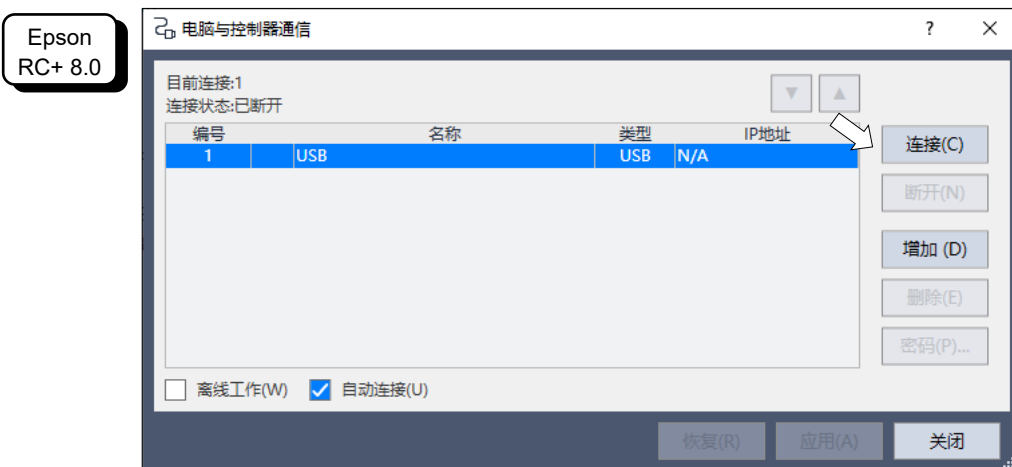 Epson
RC+ 8.0
电脑与控制器通信
?
目前连接:1
连接状态:已断开
▼ ▲
编号 名称 类型 IP地址
1 USB USB N/A
连接(C)
断开(N)
增加 (D)
删除(E)
密码(P)...
离线工作(W) 自动连接(U)
恢复(R) 应用(A) 关闭